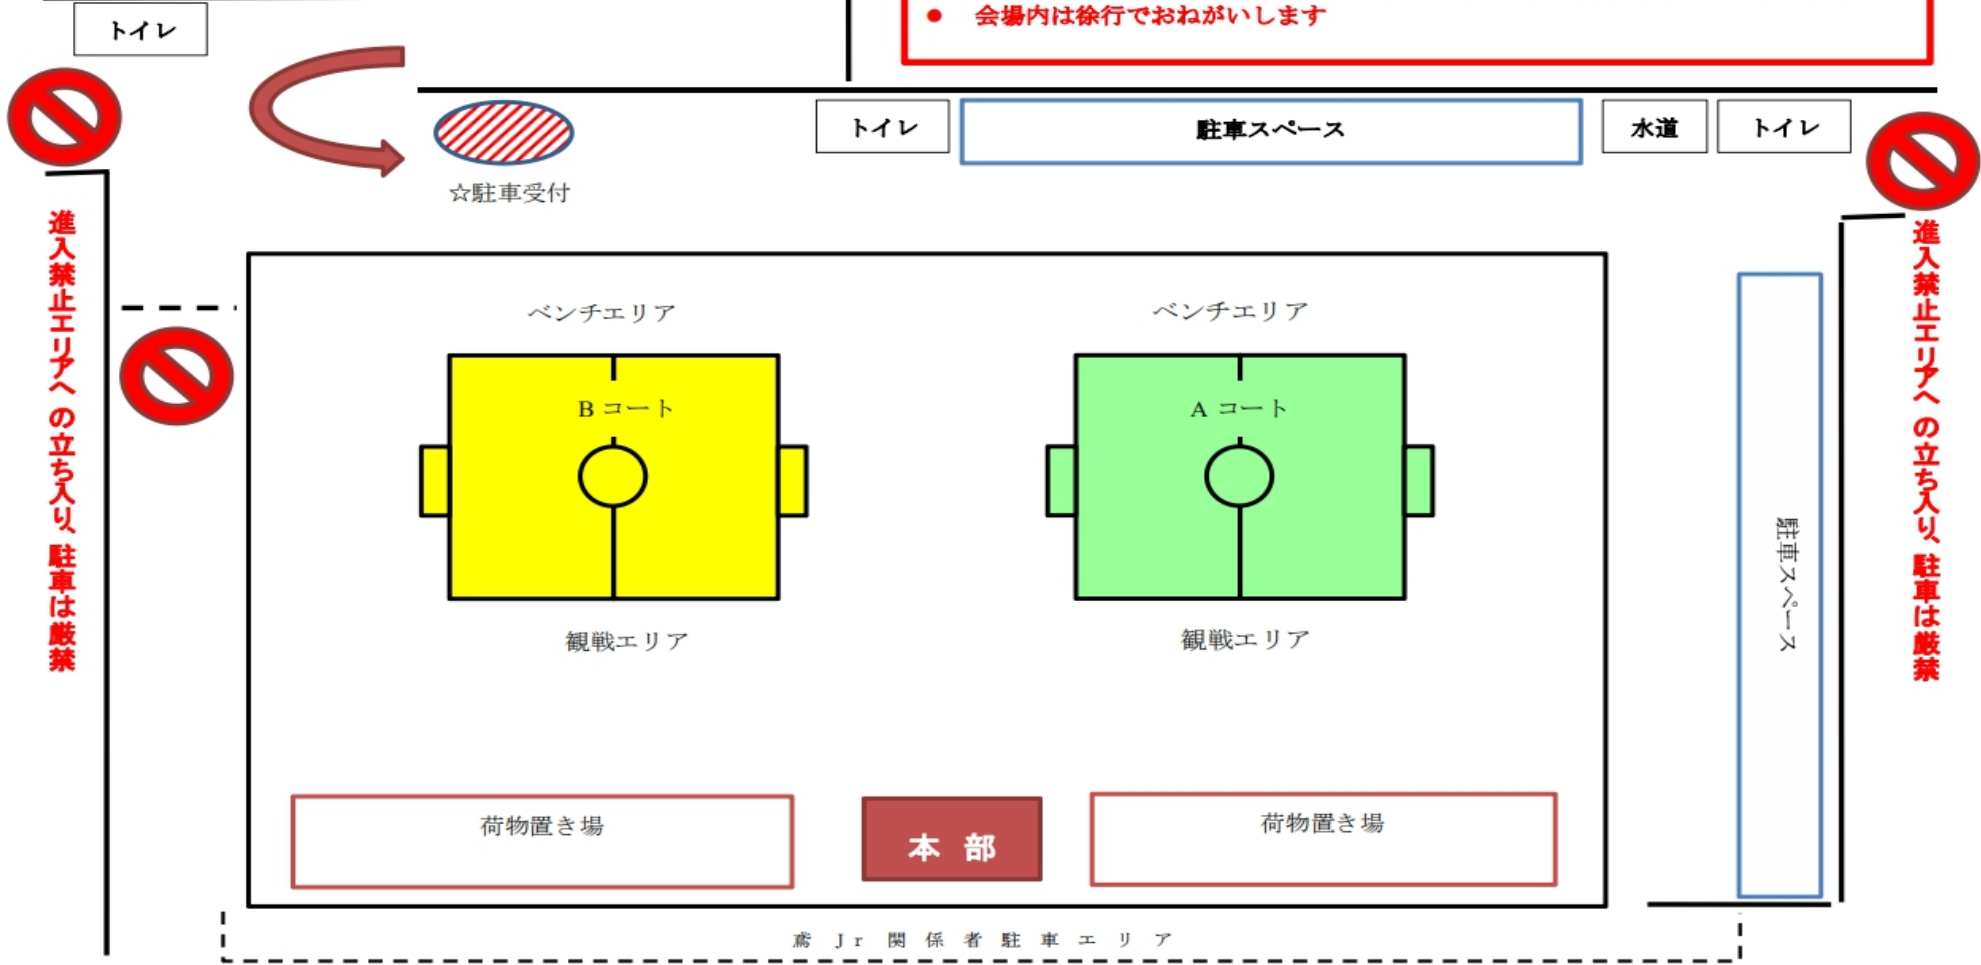 トイレ
● 会場内は徐行でおねがいします
トイレ
駐車スペース
水道
トイレ
☆駐車受付
進入禁止エリアへの立ち入り、駐車は厳禁
進入禁止エリアへの立ち入り、駐車は厳禁
ベンチエリア
ベンチエリア
B コート
A コート
駐車スペース
観戦エリア
観戦エリア
荷物置き場
本 部
荷物置き場
鳶 Jr 関係者駐車エリア